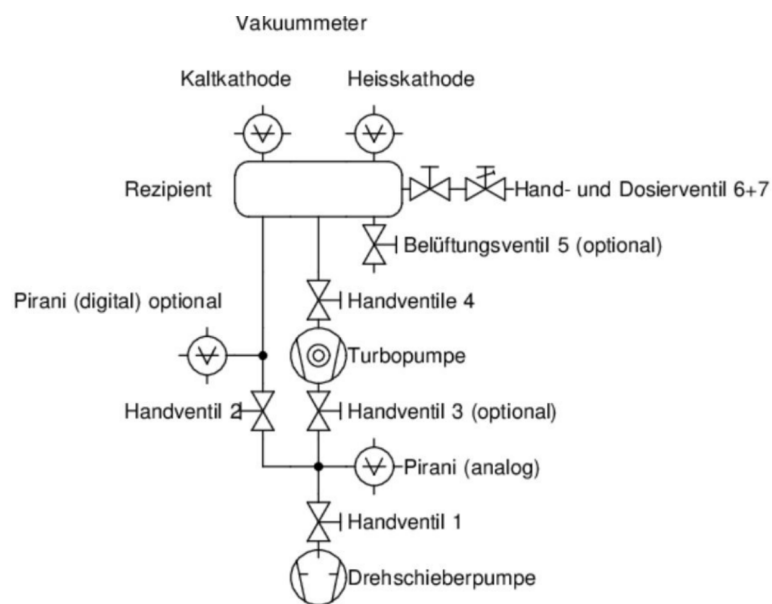 Vakuummeter
Kaltkathode
Heisskathode
Rezipient
Hand- und Dosierventil 6+7
Belüftungsventil 5 (optional)
Pirani (digital) optional
Handventile 4
Turbopumpe
Handventil 2
Handventil 3 (optional)
Pirani (analog)
Handventil 1
Drehschieberpumpe